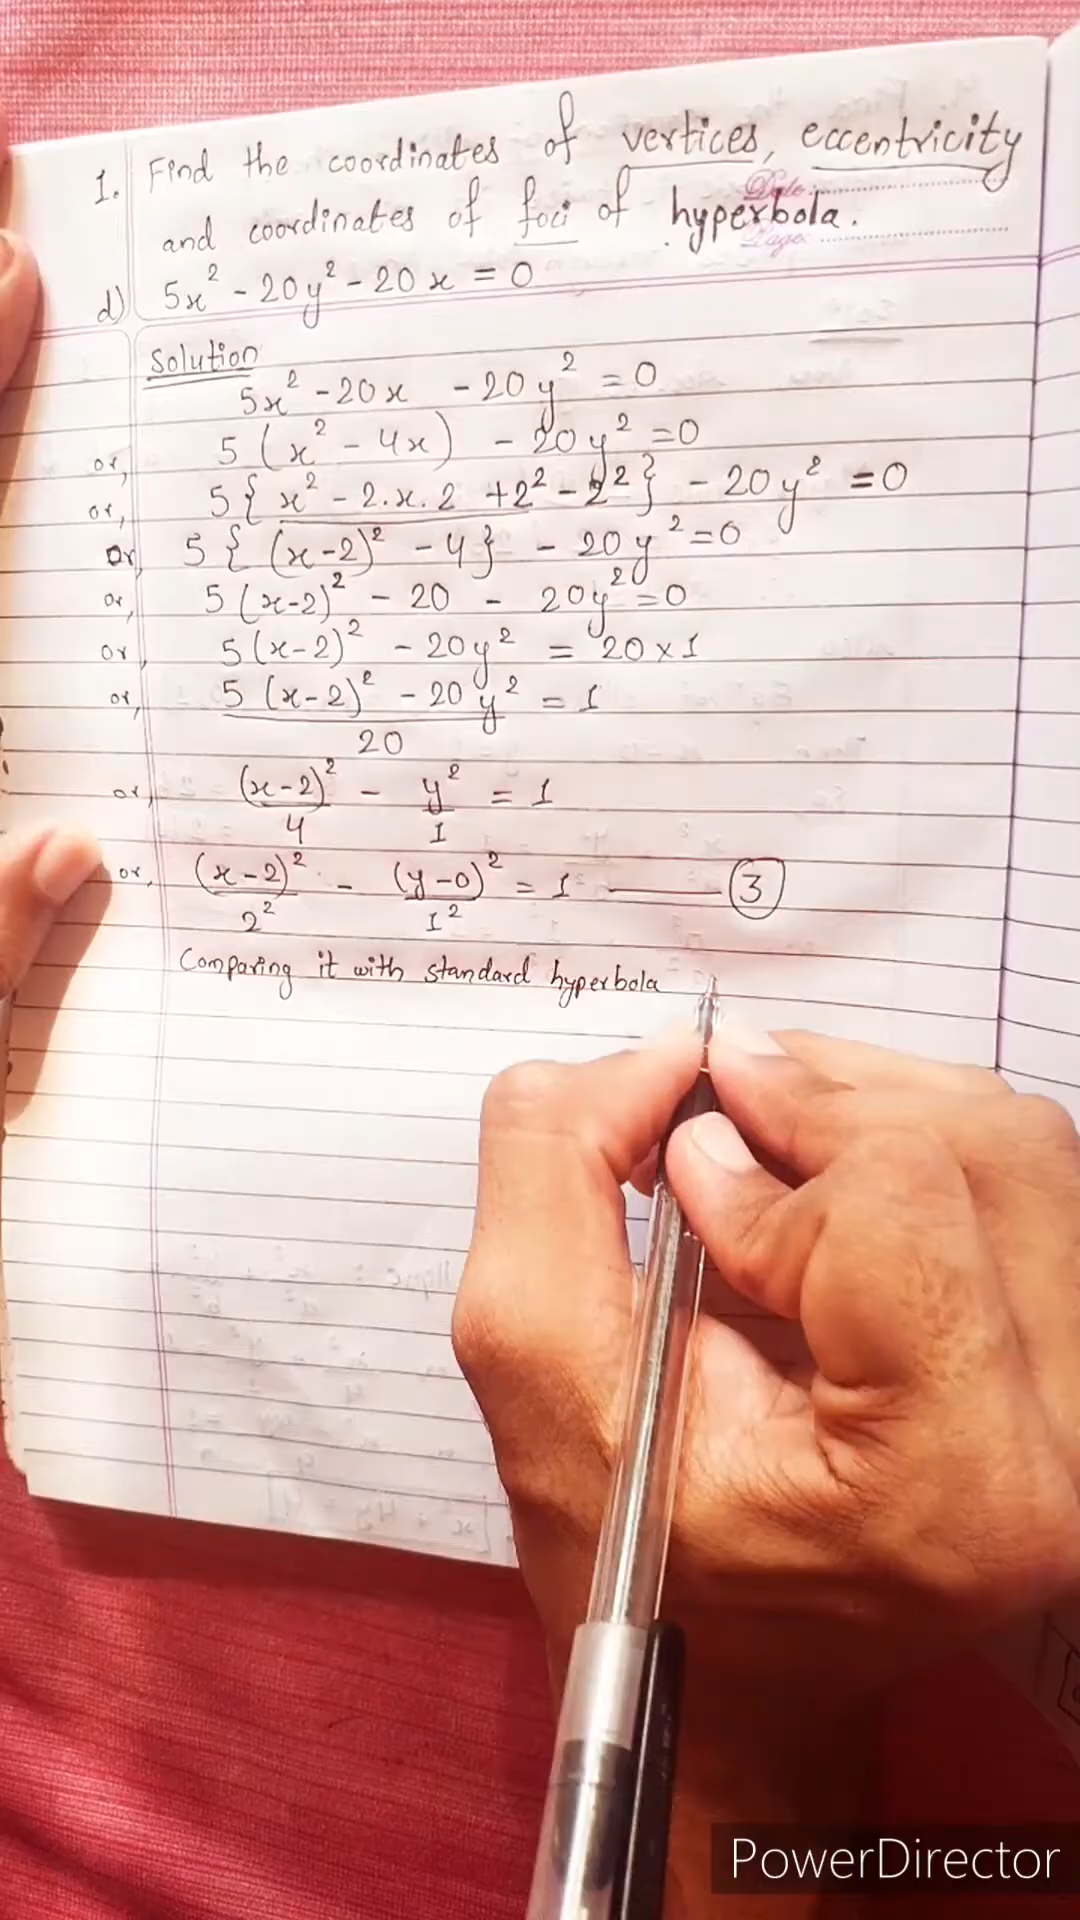 1. Find the coordinates of vertices, eccentricity
Date:
and coordinates of foci of hyperbola.
Page:
d) 5x² - 20y² - 20x = 0
Solution
5x² - 20x - 20y² = 0
or, 5(x² - 4x) - 20y² = 0
or, 5{x² - 2.x.2 + 2² - 2²} - 20y² = 0
Or, 5{(x-2)² - 4} - 20y² = 0
or, 5(x-2)² - 20 - 20y² = 0
or, 5(x-2)² - 20y² = 20 × 1
or, 5(x-2)² - 20y² = 1
20
or, (x-2)² - y² = 1
4 1
or, (x-2)² - (y-0)² = 1 ——— 3
2² 1²
Comparing it with standard hyperbola
PowerDirector